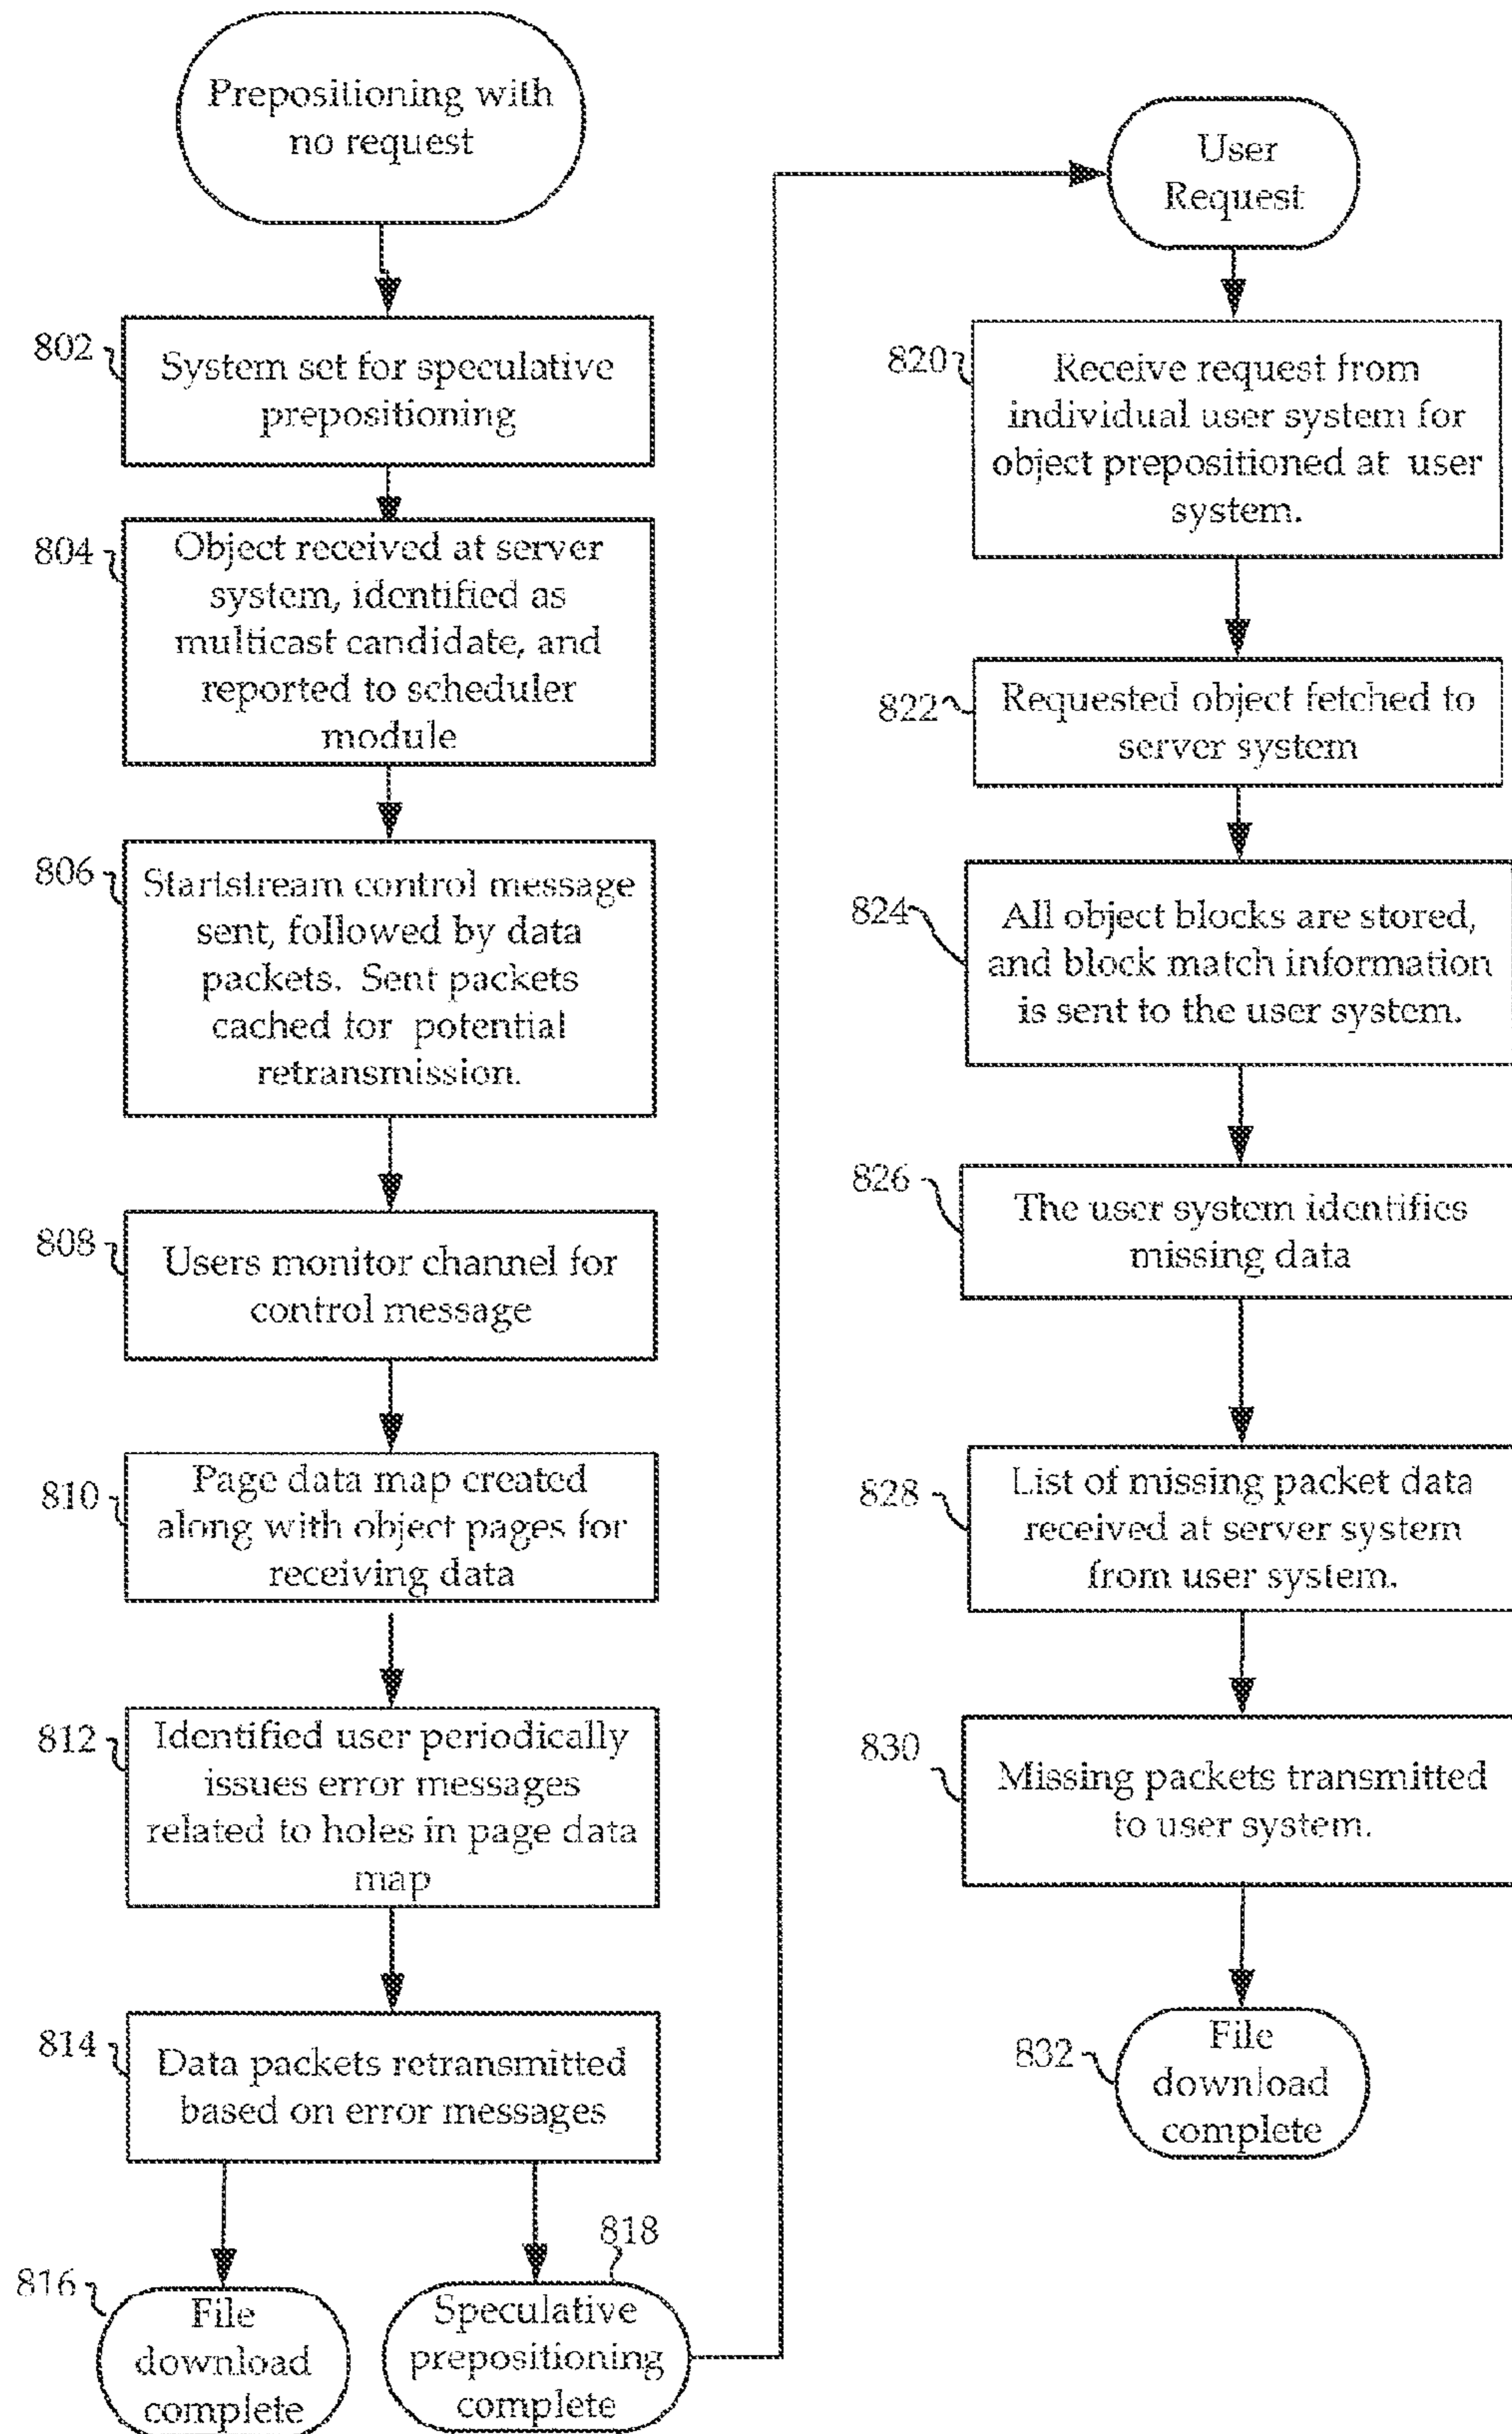 Prepositioning with
no request
802
System set for speculative
prepositioning
804
Object received at server
system, identified as
multicast candidate, and
reported to scheduler
module
806
Startstream control message
sent, followed by data
packets. Sent packets
cached for potential
retransmission.
808
Users monitor channel for
control message
810
Page data map created
along with object pages for
receiving data
812
Identified user periodically
issues error messages
related to holes in page data
map
814
Data packets retransmitted
based on error messages
816
File
download
complete
818
Speculative
prepositioning
complete
User
Request
820
Receive request from
individual user system for
object prepositioned at user
system.
822
Requested object fetched to
server system
824
All object blocks are stored,
and block match information
is sent to the user system.
826
The user system identifies
missing data
828
List of missing packet data
received at server system
from user system.
830
Missing packets transmitted
to user system.
832
File
download
complete